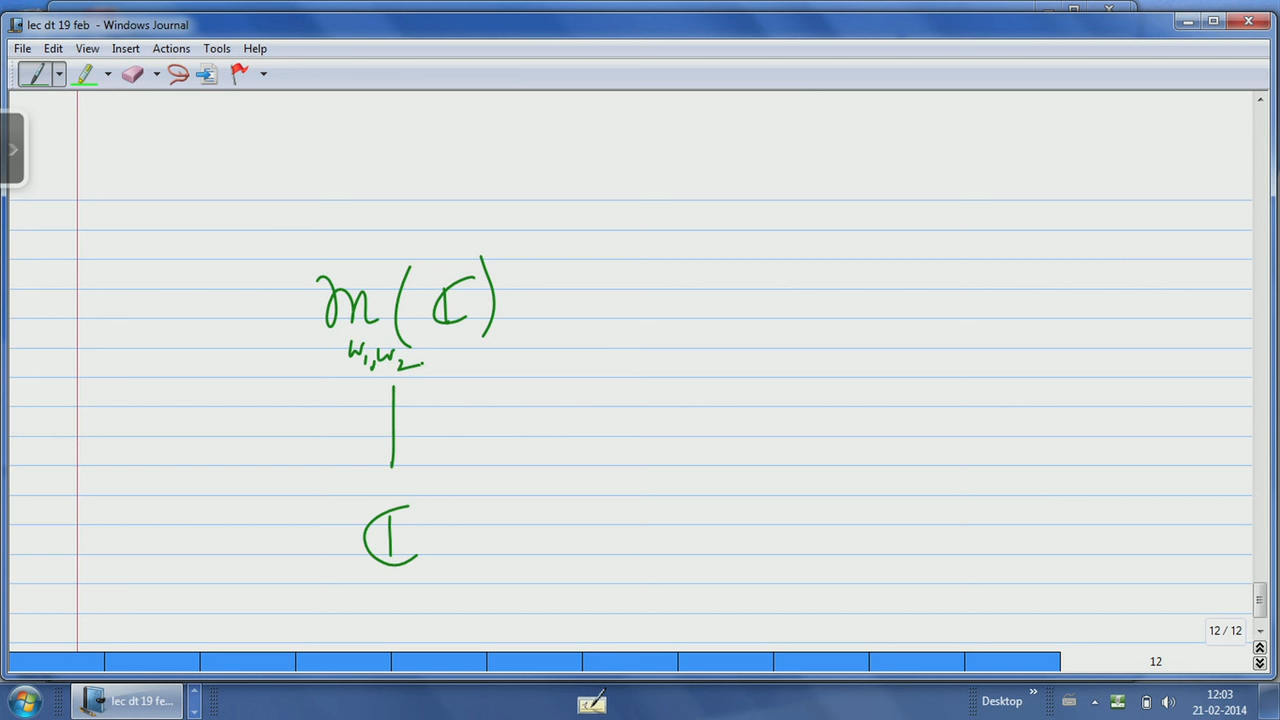 lec dt 19 feb - Windows Journal
File Edit View Insert Actions Tools Help
𝓂 ( ℂ )
w₁,w₂
|
ℂ
12 / 12
12
lec dt 19 fe...
Desktop »
12:03
21-02-2014